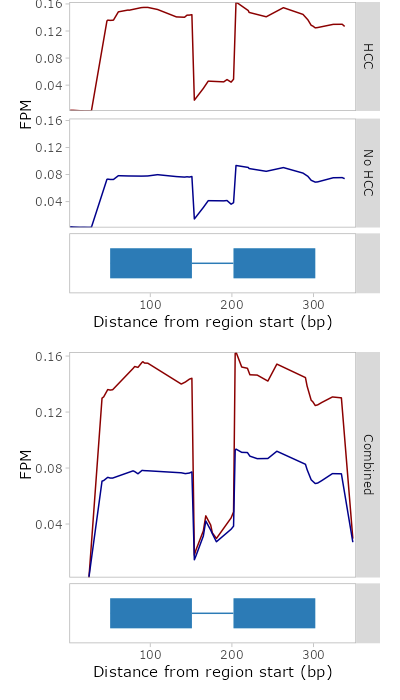 0.16
0.12
0.08
0.04
HCC
FPM
0.16
0.12
0.08
0.04
No HCC
100 200 300
Distance from region start (bp)
0.16
0.12
0.08
0.04
FPM
Combined
100 200 300
Distance from region start (bp)